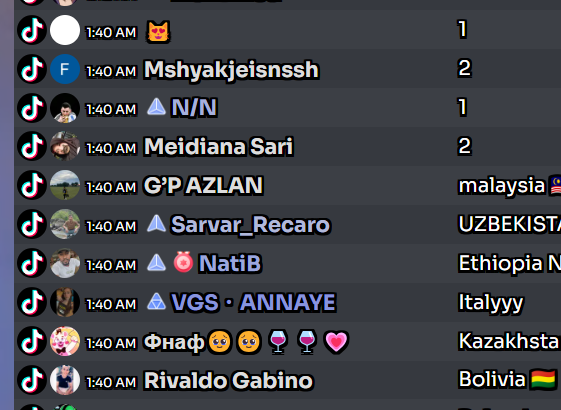 1:40 AM 😻 1
F 1:40 AM Mshyakjeisnssh 2
1:40 AM N/N 1
1:40 AM Meidiana Sari 2
1:40 AM G'P AZLAN malaysia 🇲🇾
1:40 AM Sarvar_Recaro UZBEKISTA
1:40 AM NatiB Ethiopia N
1:40 AM VGS • ANNAYE Italyyy
1:40 AM Фнаф🥹🥹🍷🍷💗 Kazakhsta
1:40 AM Rivaldo Gabino Bolivia 🇧🇴